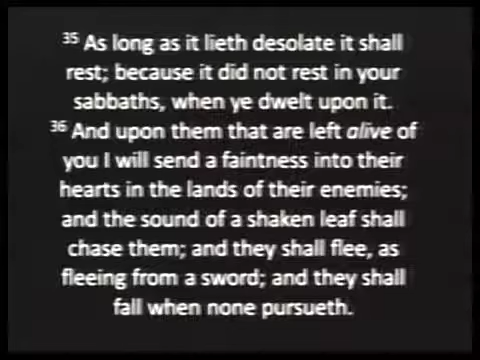 35 As long as it lieth desolate it shall
rest; because it did not rest in your
sabbaths, when ye dwelt upon it.
36 And upon them that are left alive of
you I will send a faintness into their
hearts in the lands of their enemies;
and the sound of a shaken leaf shall
chase them; and they shall flee, as
fleeing from a sword; and they shall
fall when none pursueth.